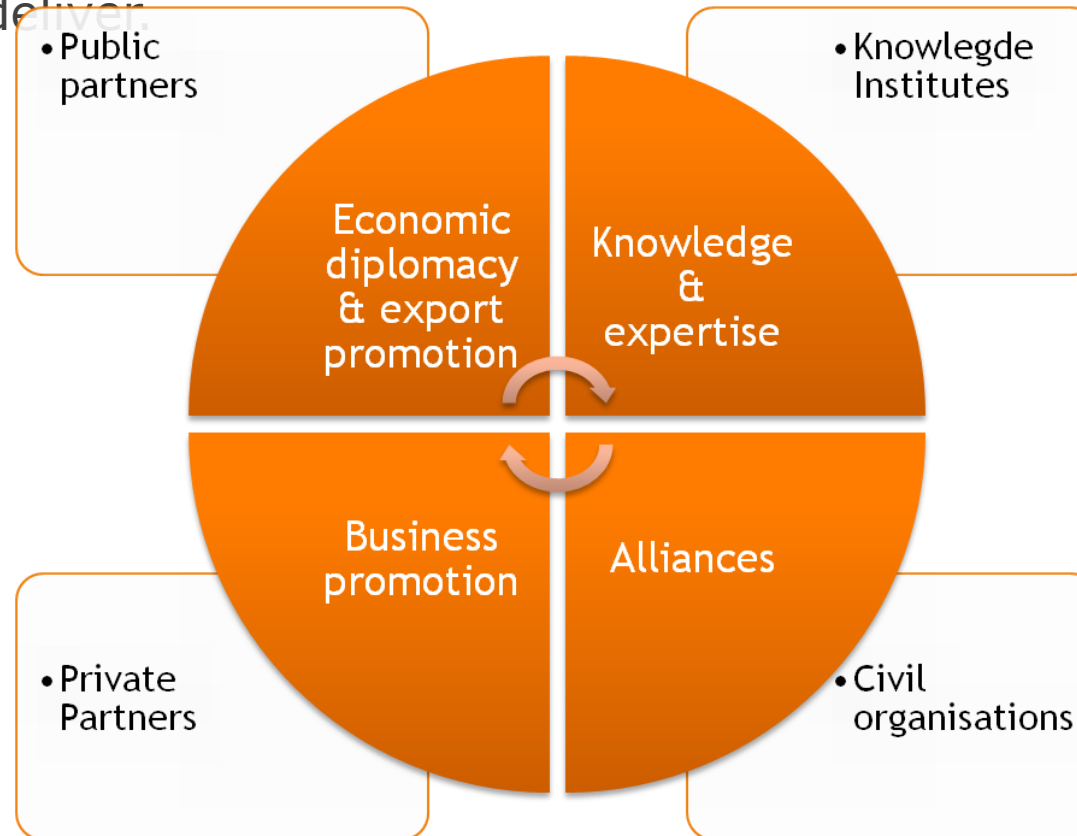 deliver.
• Public
partners
• Knowlegde
Institutes
Economic
diplomacy
& export
promotion
Knowledge
&
expertise
Business
promotion
Alliances
• Private
Partners
• Civil
organisations